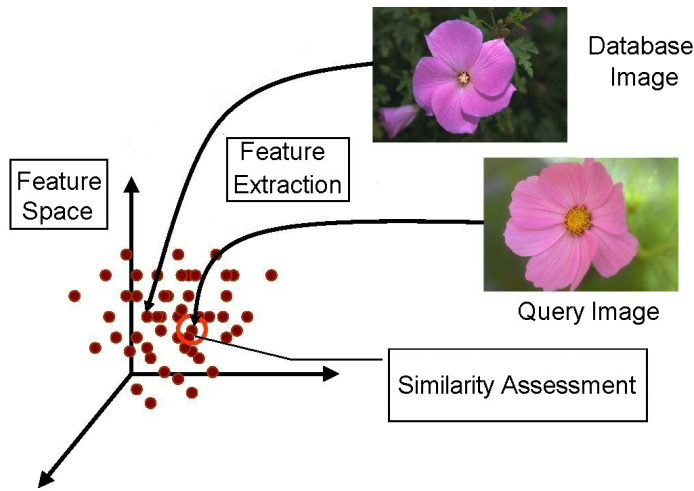 Database
Image
Feature
Extraction
Feature
Space
Query Image
Similarity Assessment